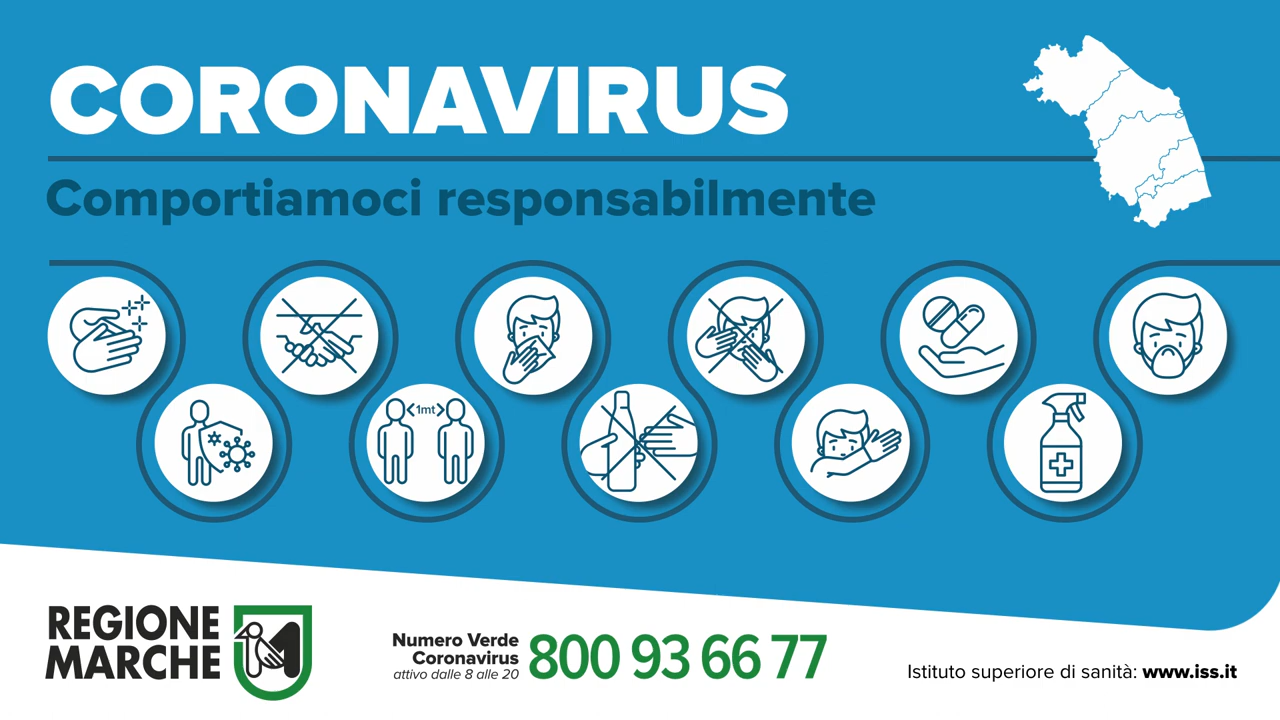 CORONAVIRUS
Comportiamoci responsabilmente
1mt
REGIONE
MARCHE
Numero Verde
Coronavirus
attivo dalle 8 alle 20
800 93 66 77
Istituto superiore di sanità: www.iss.it